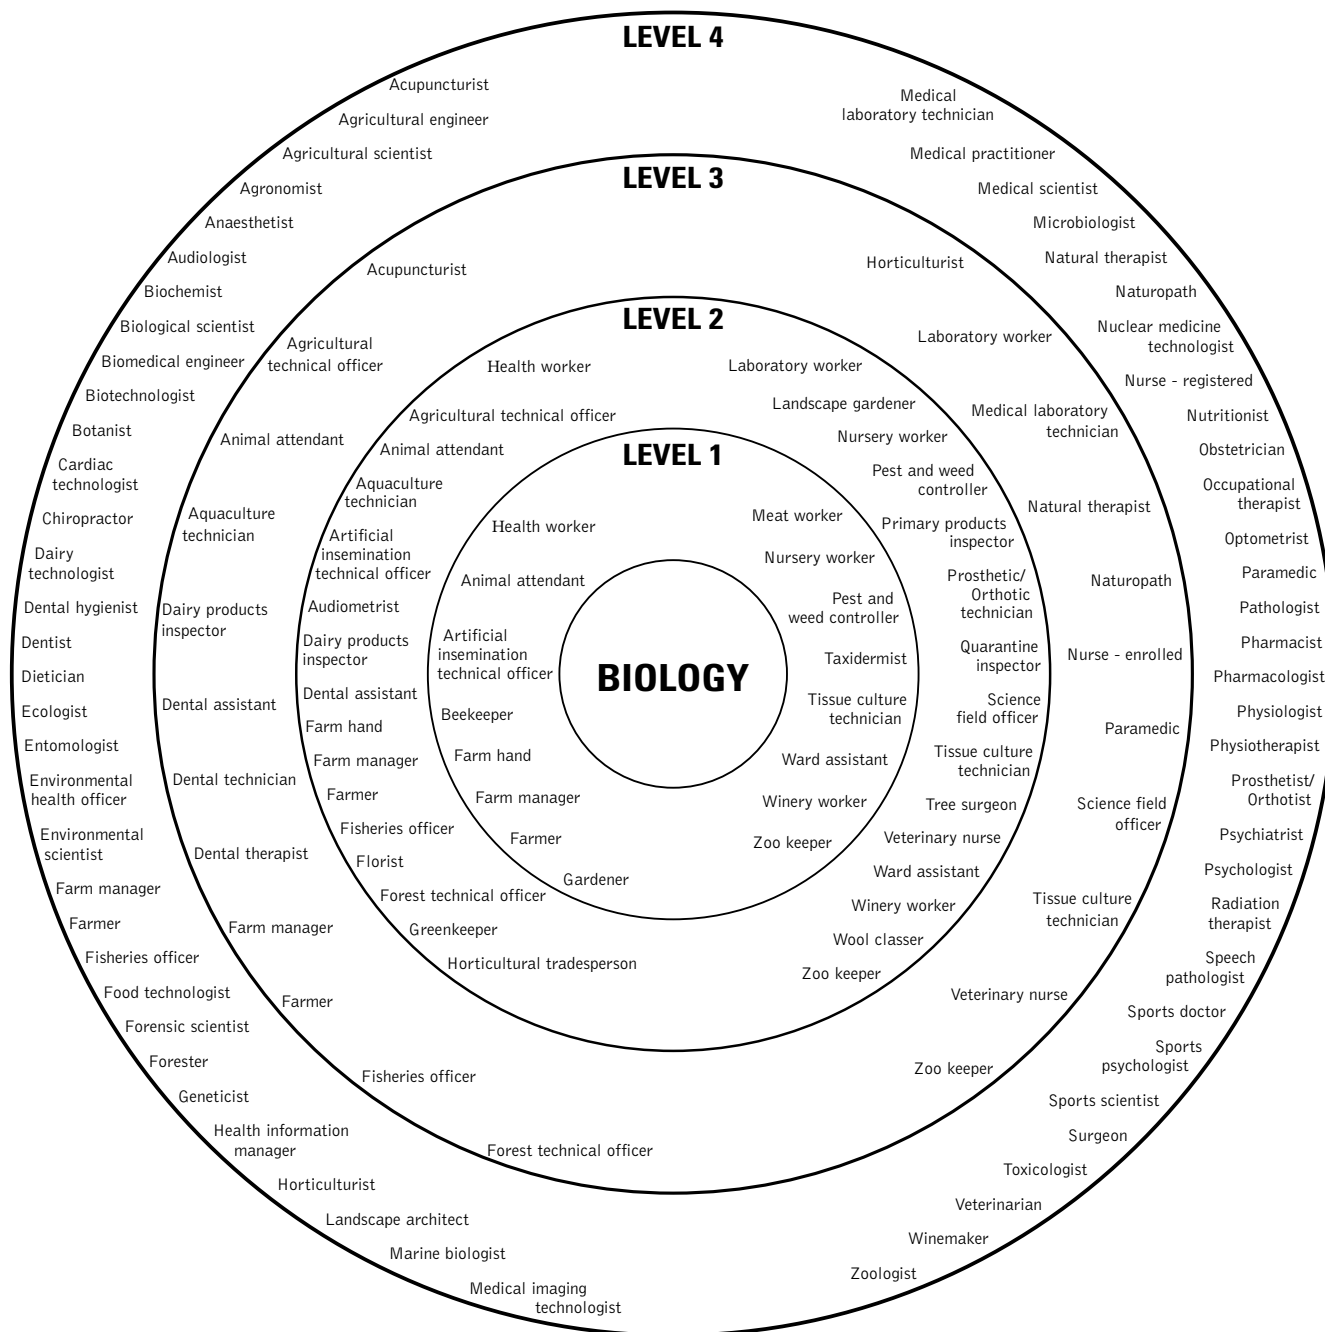 LEVEL 4
Acupuncturist
Agricultural engineer
Agricultural scientist
Agronomist
Anaesthetist
Audiologist
Biochemist
Biological scientist
Biomedical engineer
Biotechnologist
Botanist
Cardiac
technologist
Chiropractor
Dairy
technologist
Dental hygienist
Dentist
Dietician
Ecologist
Entomologist
Environmental
health officer
Environmental
scientist
Farm manager
Farmer
Fisheries officer
Food technologist
Forensic scientist
Forester
Geneticist
Health information
manager
Horticulturist
Landscape architect
Marine biologist
Medical imaging
technologist
Medical
laboratory technician
Medical practitioner
Medical scientist
Microbiologist
Natural therapist
Naturopath
Nuclear medicine
technologist
Nurse - registered
Nutritionist
Obstetrician
Occupational
therapist
Optometrist
Paramedic
Pathologist
Pharmacist
Pharmacologist
Physiologist
Physiotherapist
Prosthetist/
Orthotist
Psychiatrist
Psychologist
Radiation
therapist
Speech
pathologist
Sports doctor
Sports
psychologist
Sports scientist
Surgeon
Toxicologist
Veterinarian
Winemaker
Zoologist
LEVEL 3
Acupuncturist
Agricultural
technical officer
Animal attendant
Aquaculture
technician
Dairy products
inspector
Dental assistant
Dental technician
Dental therapist
Farm manager
Farmer
Fisheries officer
Forest technical officer
Horticulturist
Laboratory worker
Medical laboratory
technician
Natural therapist
Naturopath
Nurse - enrolled
Paramedic
Science field
officer
Tissue culture
technician
Veterinary nurse
Zoo keeper
LEVEL 2
Health worker
Agricultural technical officer
Animal attendant
Aquaculture
technician
Artificial
insemination
technical officer
Audiometrist
Dairy products
inspector
Dental assistant
Farm hand
Farm manager
Farmer
Fisheries officer
Florist
Forest technical officer
Greenkeeper
Horticultural tradesperson
Laboratory worker
Landscape gardener
Nursery worker
Pest and weed
controller
Primary products
inspector
Prosthetic/
Orthotic
technician
Quarantine
inspector
Science
field officer
Tissue culture
technician
Tree surgeon
Veterinary nurse
Ward assistant
Winery worker
Wool classer
Zoo keeper
LEVEL 1
Health worker
Animal attendant
Artificial
insemination
technical officer
Beekeeper
Farm hand
Farm manager
Farmer
Gardener
Meat worker
Nursery worker
Pest and
weed controller
Taxidermist
Tissue culture
technician
Ward assistant
Winery worker
Zoo keeper
BIOLOGY